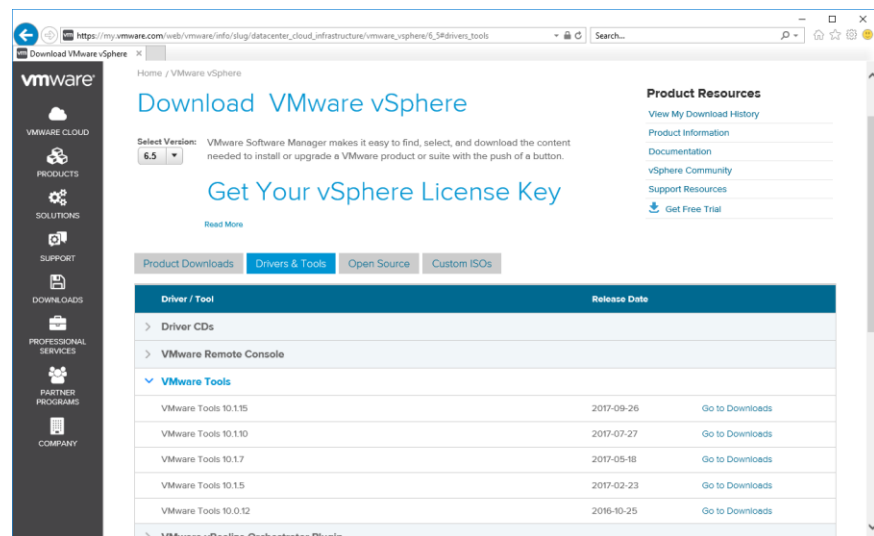 https://my.vmware.com/web/vmware/info/slug/datacenter_cloud_infrastructure/vmware_vsphere/6_5#drivers_tools
Search...
Download VMware vSphere
vmware
VMWARE CLOUD
PRODUCTS
SOLUTIONS
SUPPORT
DOWNLOADS
PROFESSIONAL
SERVICES
PARTNER
PROGRAMS
COMPANY
Home / VMware vSphere
Download VMware vSphere
Select Version:
6.5
VMware Software Manager makes it easy to find, select, and download the content
needed to install or upgrade a VMware product or suite with the push of a button.
Get Your vSphere License Key
Read More
Product Resources
View My Download History
Product Information
Documentation
vSphere Community
Support Resources
Get Free Trial
Product Downloads Drivers & Tools Open Source Custom ISOs
Driver / Tool Release Date
Driver CDs
VMware Remote Console
VMware Tools
VMware Tools 10.1.15 2017-09-26 Go to Downloads
VMware Tools 10.1.10 2017-07-27 Go to Downloads
VMware Tools 10.1.7 2017-05-18 Go to Downloads
VMware Tools 10.1.5 2017-02-23 Go to Downloads
VMware Tools 10.0.12 2016-10-25 Go to Downloads
VMware vRealize Orchestrator Plugin